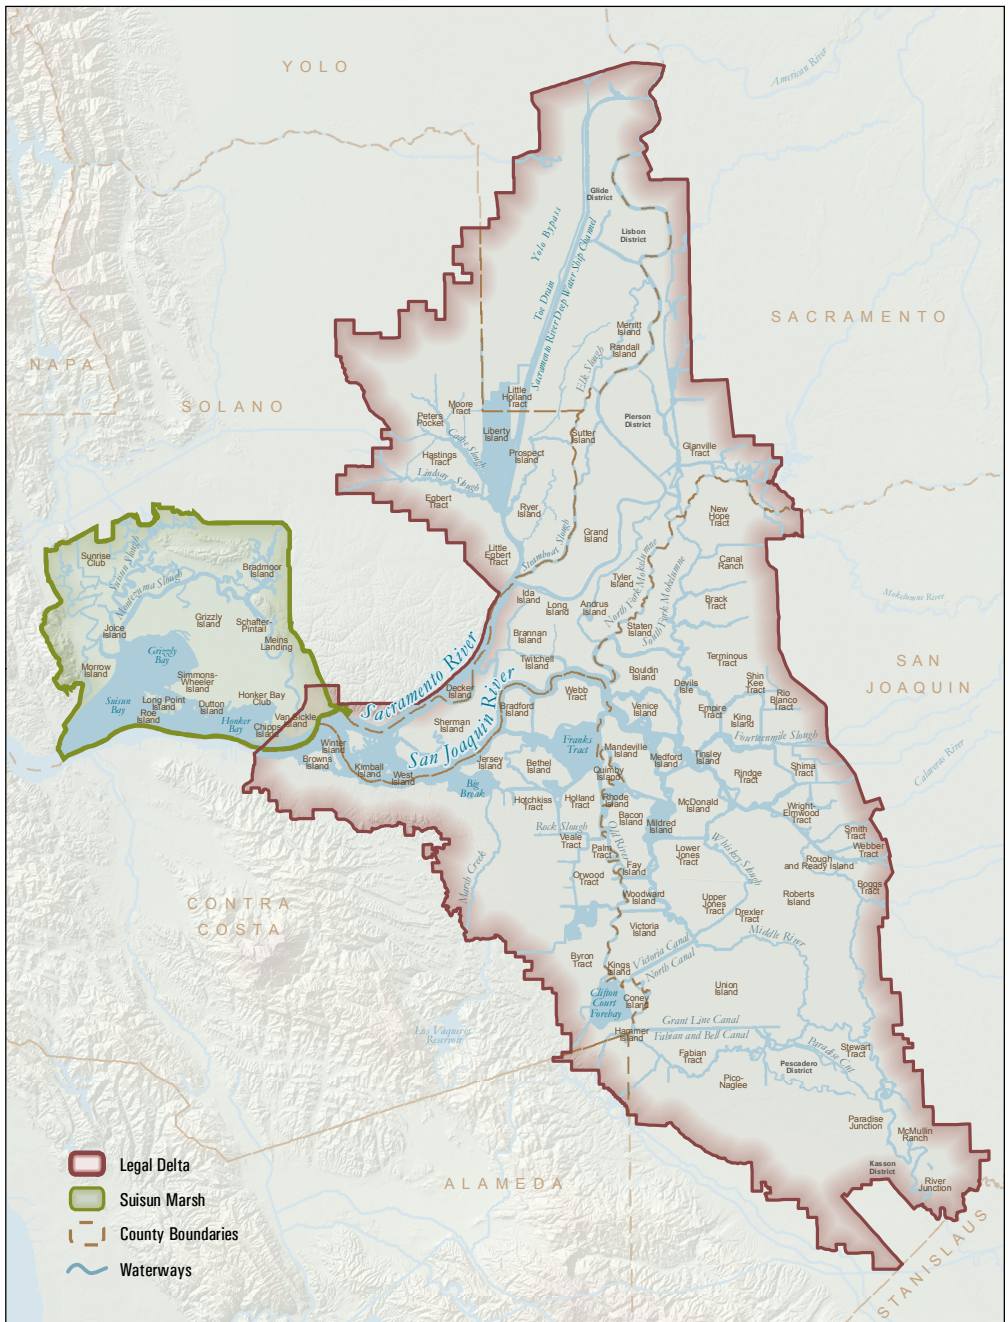 YOLO
American River
Glide
District
Lisbon
District
Yolo Bypass
Toe Drain
Sacramento River Deep Water Ship Channel
SACRAMENTO
Merritt
Island
Randall
Island
Elk Slough
NAPA
SOLANO
Little
Holland
Tract
Moore
Tract
Peters
Pocket
Liberty
Island
Cache Slough
Sutter
Island
Pierson
District
Prospect
Island
Hastings
Tract
Lindsay Slough
Glanville
Tract
Egbert
Tract
Ryer
Island
New
Hope
Tract
Grand
Island
Steamboat Slough
Little
Egbert
Tract
Canal
Ranch
Sunrise
Club
Suisun Slough
Montezuma Slough
Bradmoor
Island
Tyler
Island
North Fork Mokelumne
South Fork Mokelumne
Mokelumne River
Ida
Island
Long
Island
Andrus
Island
Brack
Tract
Grizzly
Island
Schafter-
Pintail
Joice
Island
Meins
Landing
Brannan
Island
Staten
Island
Grizzly
Bay
Morrow
Island
Simmons-
Wheeler
Island
Twitchell
Island
Terminous
Tract
SAN
JOAQUIN
Bouldin
Island
Devils
Isle
Shin
Kee
Tract
Rio
Blanco
Tract
Sacramento River
Decker
Island
Webb
Tract
Suisun
Bay
Long Point
Island
Roe
Island
Dutton
Island
Honker Bay
Club
Honker
Bay
Chipps
Island
Van Sickle
Island
Sherman
Island
Bradford
Island
Venice
Island
Empire
Tract
King
Island
Fourteenmile Slough
San Joaquin River
Winter
Island
Browns
Island
Kimball
Island
West
Island
Jersey
Island
Bethel
Island
Franks
Tract
Mandeville
Island
Medford
Island
Tinsley
Island
Quimby
Island
Rindge
Tract
Shima
Tract
Calaveras River
Big
Break
Hotchkiss
Tract
Holland
Tract
Rhode
Island
Bacon
Island
Mildred
Island
McDonald
Island
Wright-
Elmwood
Tract
Smith
Tract
Webber
Tract
Rock Slough
Veale
Tract
Palm
Tract
Old River
Lower
Jones
Tract
Whiskey Slough
Rough
and Ready Island
Marsh Creek
Orwood
Tract
Fay
Island
Boggs
Tract
Woodward
Island
Upper
Jones
Tract
Drexler
Tract
Roberts
Island
CONTRA
COSTA
Victoria
Island
Middle River
Victoria Canal
North Canal
Byron
Tract
Kings
Island
Clifton
Court
Forebay
Coney
Island
Union
Island
Los Vaqueros
Reservoir
Hammer
Island
Grant Line Canal
Fabian and Bell Canal
Fabian
Tract
Paradise Cut
Stewart
Tract
Pescadero
District
Pico-
Naglee
Paradise
Junction
McMullin
Ranch
Kasson
District
River
Junction
ALAMEDA
STANISLAUS
Legal Delta
Suisun Marsh
County Boundaries
Waterways